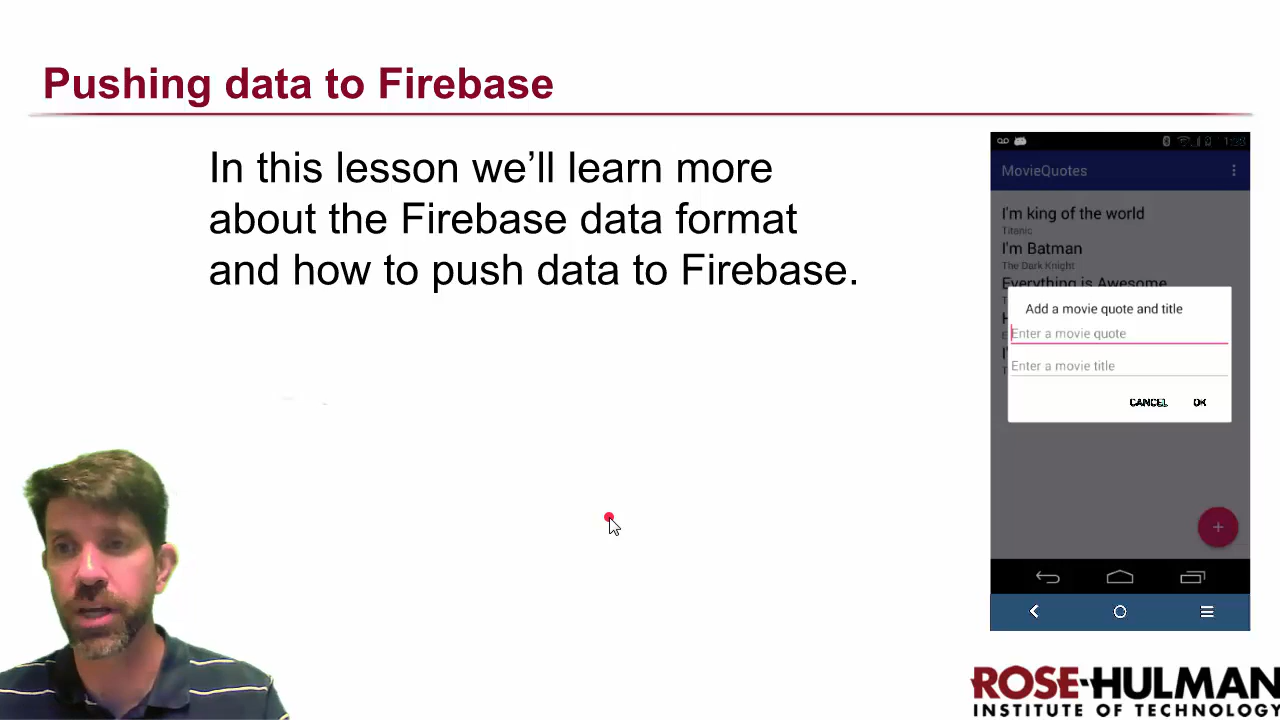 Pushing data to Firebase
In this lesson we'll learn more
about the Firebase data format
and how to push data to Firebase.
1:28
MovieQuotes
I'm king of the world
Titanic
I'm Batman
The Dark Knight
Everything is Awesome
Add a movie quote and title
Enter a movie quote
Enter a movie title
CANCEL OK
ROSE-HULMAN
INSTITUTE OF TECHNOLOGY